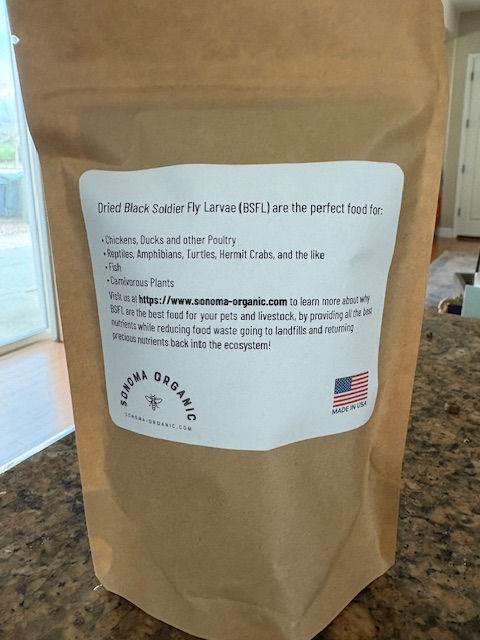 Dried Black Soldier Fly Larvae (BSFL) are the perfect food for:
• Chickens, Ducks and other Poultry
• Reptiles, Amphibians, Turtles, Hermit Crabs, and the like
• Fish
• Carnivorous Plants
Visit us at https://www.sonoma-organic.com to learn more about why
BSFL are the best food for your pets and livestock, by providing all the best
nutrients while reducing food waste going to landfills and returning
precious nutrients back into the ecosystem!
SONOMA ORGANIC
SONOMA-ORGANIC.COM
MADE IN USA